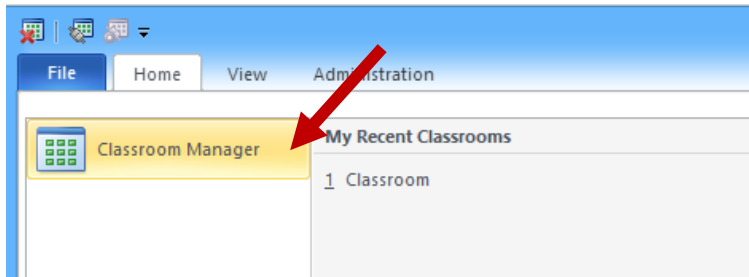 File Home View Administration
Classroom Manager
My Recent Classrooms
1 Classroom